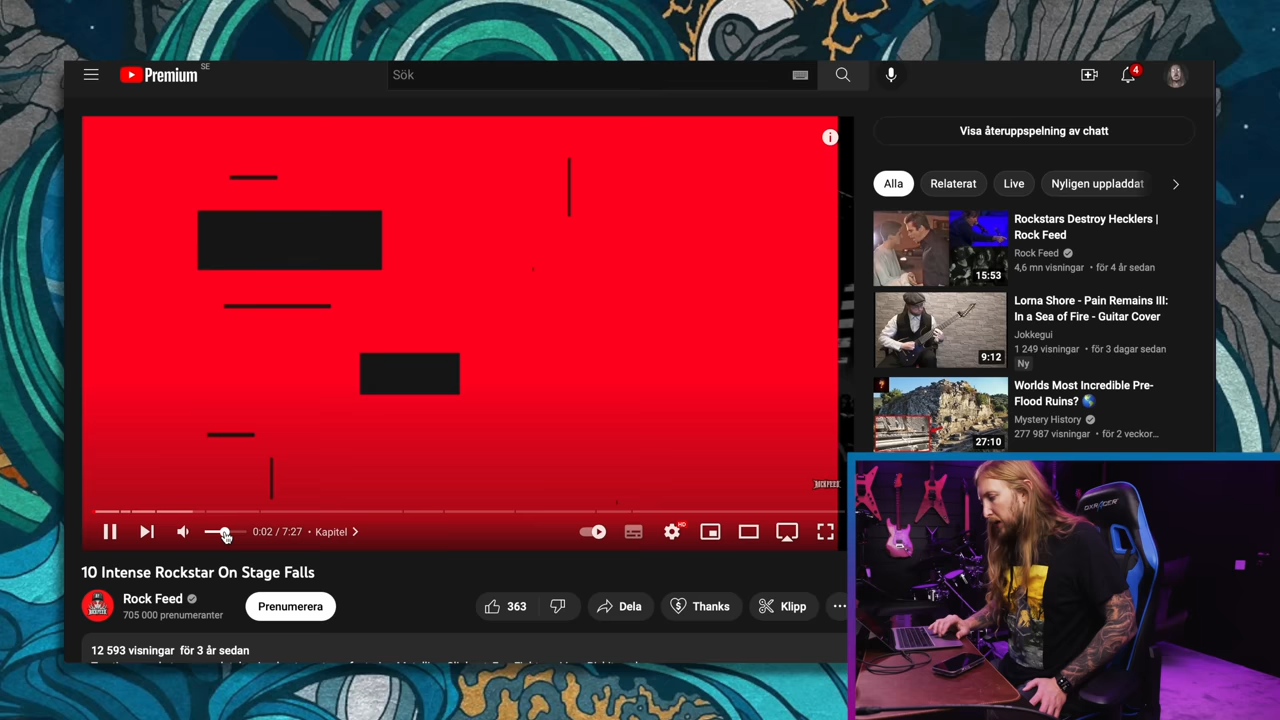 Premium SE
Sök
4
Visa återuppspelning av chatt
Alla
Relaterat
Live
Nyligen uppladdat
Rockstars Destroy Hecklers |
Rock Feed
Rock Feed
4,6 mn visningar • för 4 år sedan
15:53
Lorna Shore - Pain Remains III:
In a Sea of Fire - Guitar Cover
Jokkegui
1 249 visningar • för 3 dagar sedan
Ny
9:12
Worlds Most Incredible Pre-
Flood Ruins?
Mystery History
277 987 visningar • för 2 veckor...
27:10
ROCK FEED
0:02 / 7:27 • Kapitel
HD
10 Intense Rockstar On Stage Falls
Rock Feed
705 000 prenumeranter
Prenumerera
363
Dela
Thanks
Klipp
12 593 visningar för 3 år sedan
DXRACER